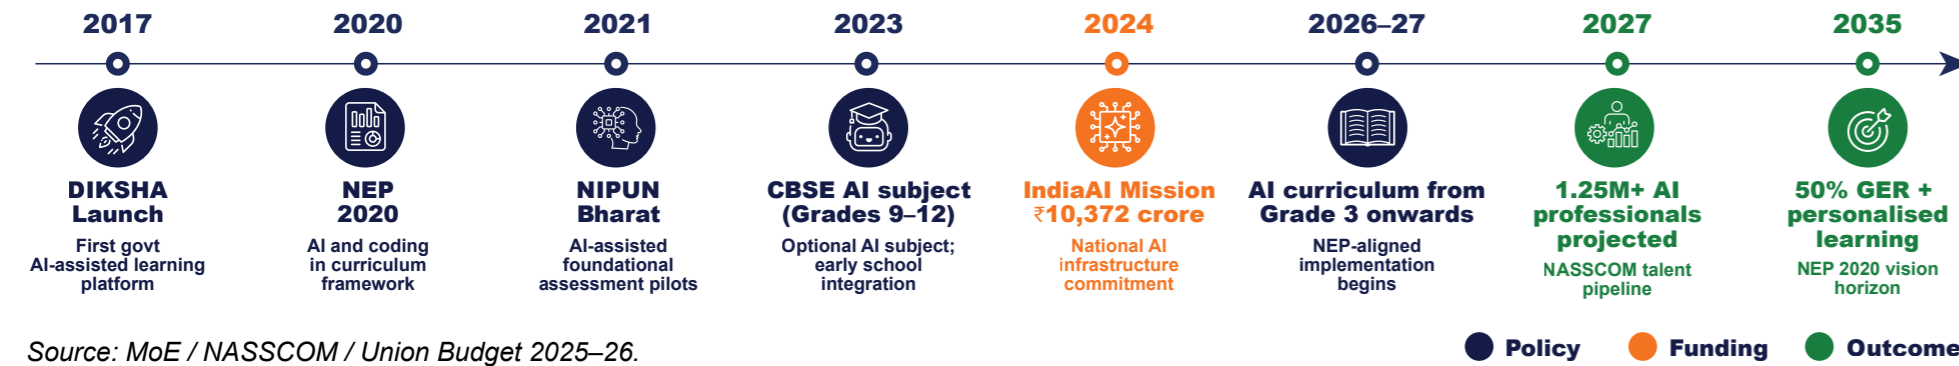 2017
2020
2021
2023
2024
2026–27
2027
2035
DIKSHA
Launch
First govt
AI-assisted learning
platform
NEP
2020
AI and coding
in curriculum
framework
NIPUN
Bharat
AI-assisted
foundational
assessment pilots
CBSE AI subject
(Grades 9–12)
Optional AI subject;
early school
integration
IndiaAI Mission
₹10,372 crore
National AI
infrastructure
commitment
AI curriculum from
Grade 3 onwards
NEP-aligned
implementation
begins
1.25M+ AI
professionals
projected
NASSCOM talent
pipeline
50% GER +
personalised
learning
NEP 2020 vision
horizon
Source: MoE / NASSCOM / Union Budget 2025–26.
Policy
Funding
Outcome